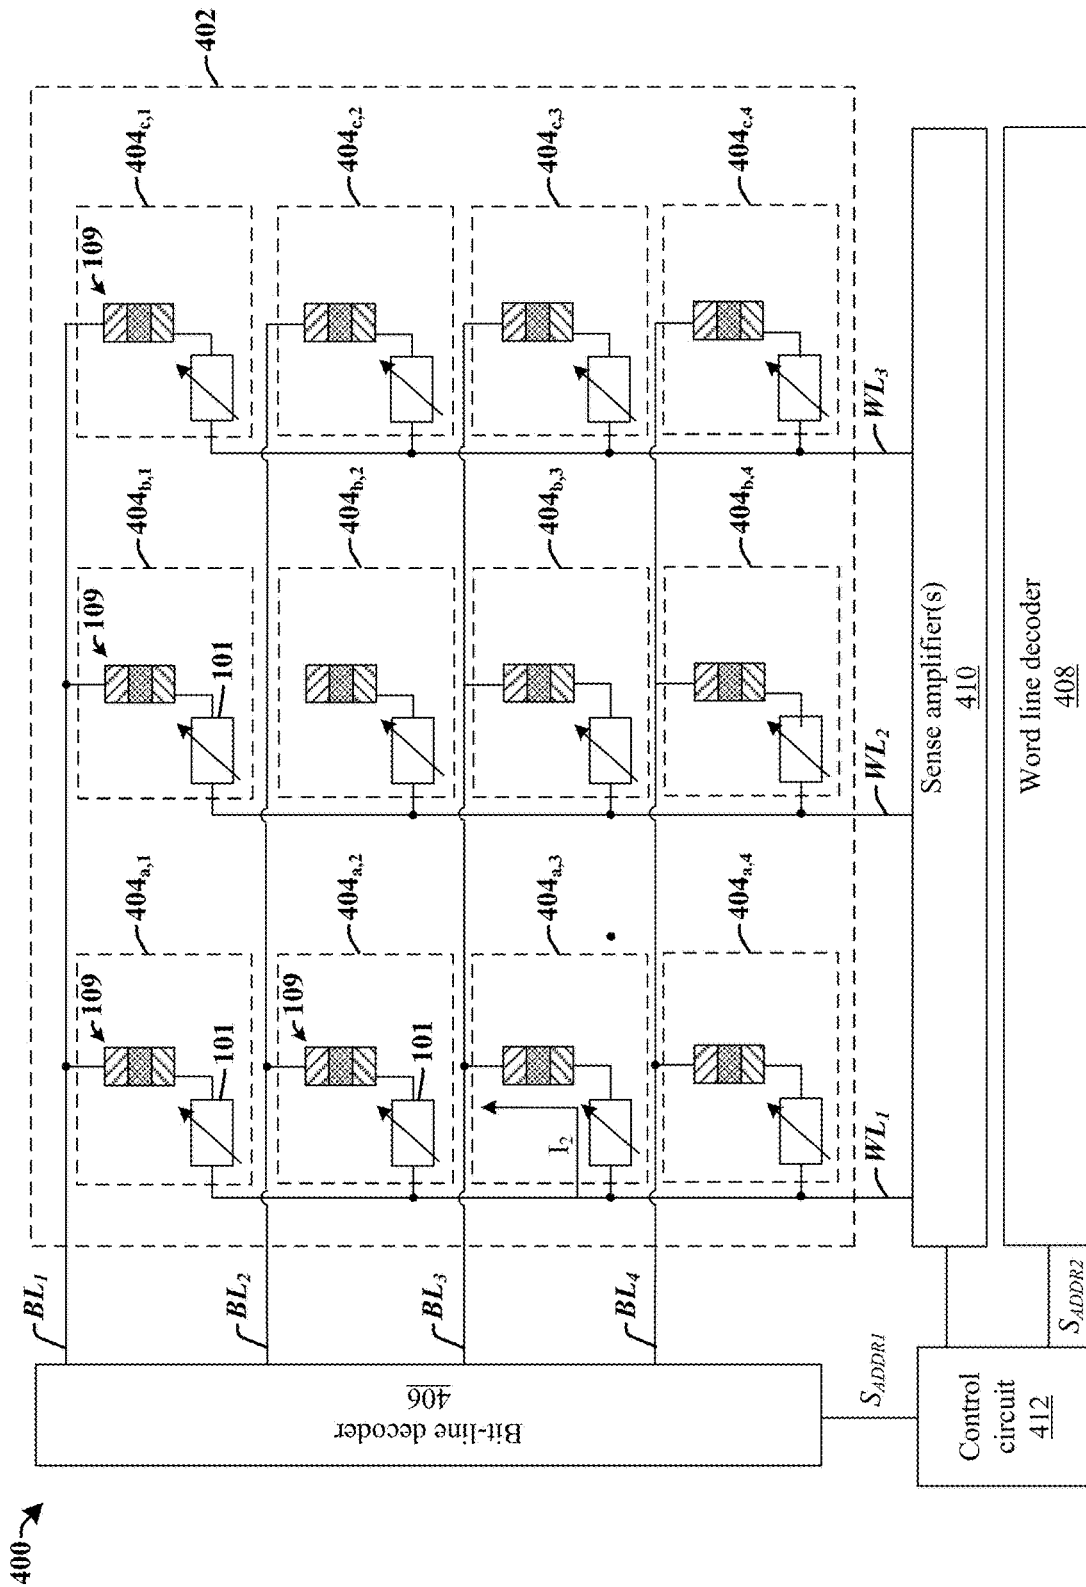 400
402
BL₁
BL₂
BL₃
BL₄
404a,1
404b,1
404c,1
109
109
109
101
101
404a,2
404b,2
404c,2
109
101
404a,3
404b,3
404c,3
I₂
404a,4
404b,4
404c,4
WL₁
WL₂
WL₃
Bit-line decoder
406
S_ADDR1
Control
circuit
412
S_ADDR2
Sense amplifier(s)
410
Word line decoder
408